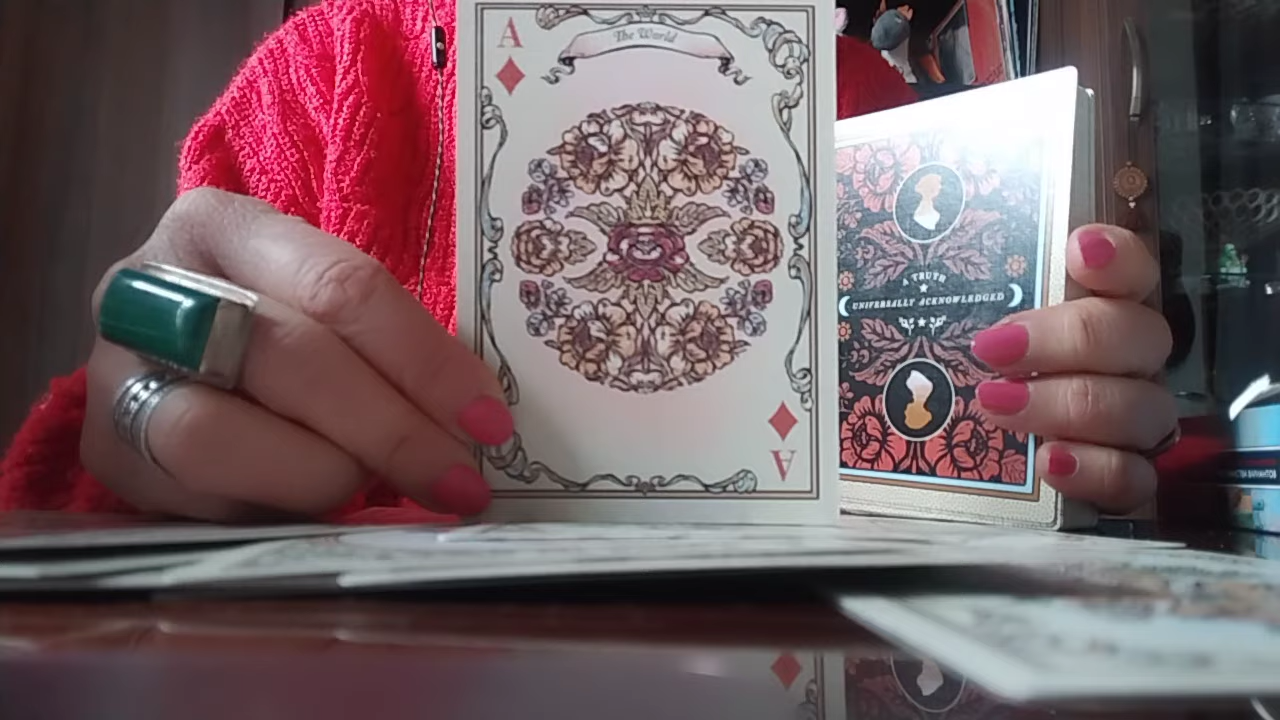 A
The World
A TRUTH
UNIVERSALLY ACKNOWLEDGED
A